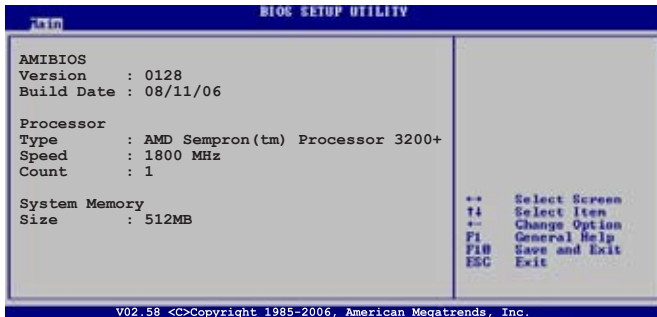 BIOS SETUP UTILITY
Main
AMIBIOS
Version : 0128
Build Date : 08/11/06
Processor
Type : AMD Sempron(tm) Processor 3200+
Speed : 1800 MHz
Count : 1
System Memory
Size : 512MB
←→ Select Screen
↑↓ Select Item
+- Change Option
F1 General Help
F10 Save and Exit
ESC Exit
V02.58 <C>Copyright 1985-2006, American Megatrends, Inc.